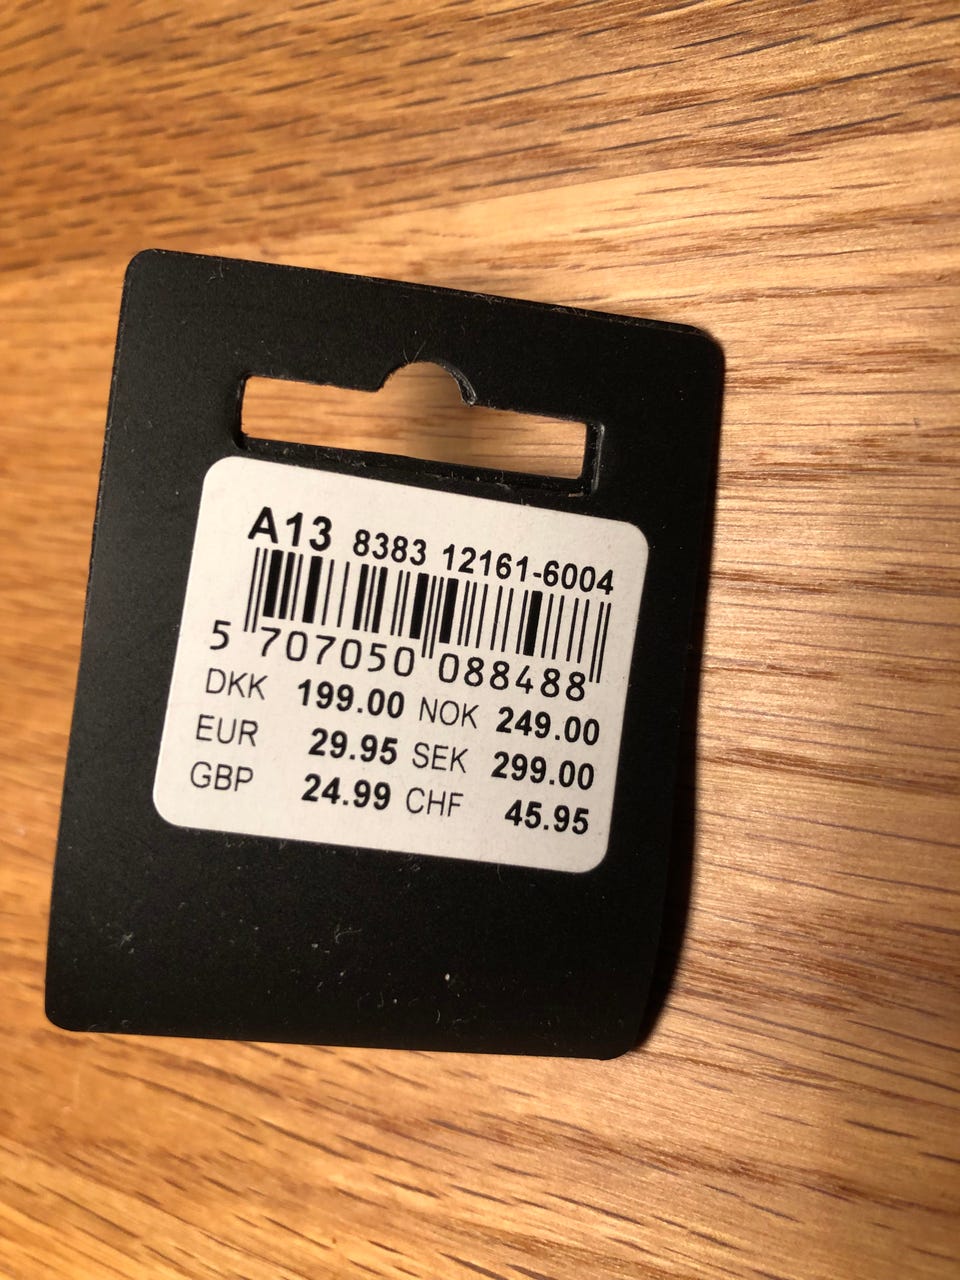 A13 8383 12161-6004
5 707050 088488
DKK 199.00 NOK 249.00
EUR 29.95 SEK 299.00
GBP 24.99 CHF 45.95